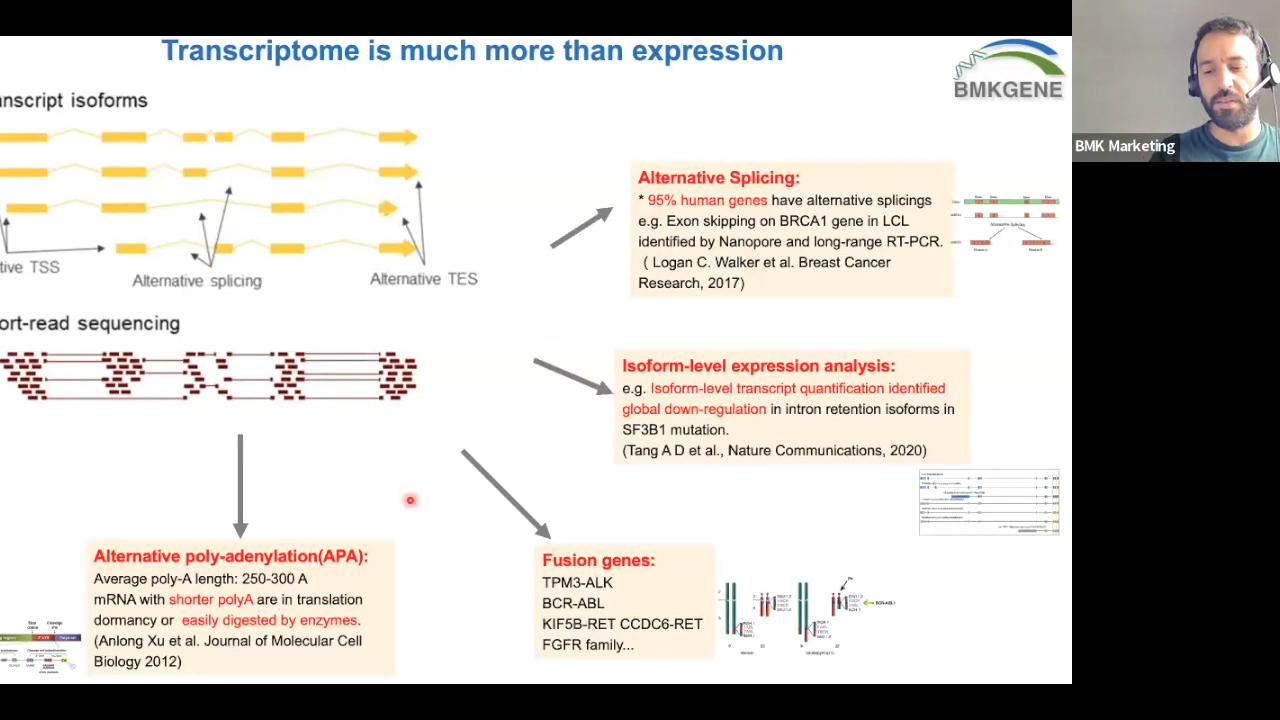 Transcriptome is much more than expression
BMKGENE
BMK Marketing
nscript isoforms
tive TSS
Alternative splicing
Alternative TES
ort-read sequencing
Alternative Splicing:
* 95% human genes have alternative splicings
e.g. Exon skipping on BRCA1 gene in LCL
identified by Nanopore and long-range RT-PCR.
( Logan C. Walker et al. Breast Cancer
Research, 2017)
Isoform-level expression analysis:
e.g. Isoform-level transcript quantification identified
global down-regulation in intron retention isoforms in
SF3B1 mutation.
(Tang A D et al., Nature Communications, 2020)
Alternative poly-adenylation(APA):
Average poly-A length: 250-300 A
mRNA with shorter polyA are in translation
dormancy or easily digested by enzymes.
(Anlong Xu et al. Journal of Molecular Cell
Biology 2012)
Fusion genes:
TPM3-ALK
BCR-ABL
KIF5B-RET CCDC6-RET
FGFR family...
Alternative Splicing
BCR-ABL1